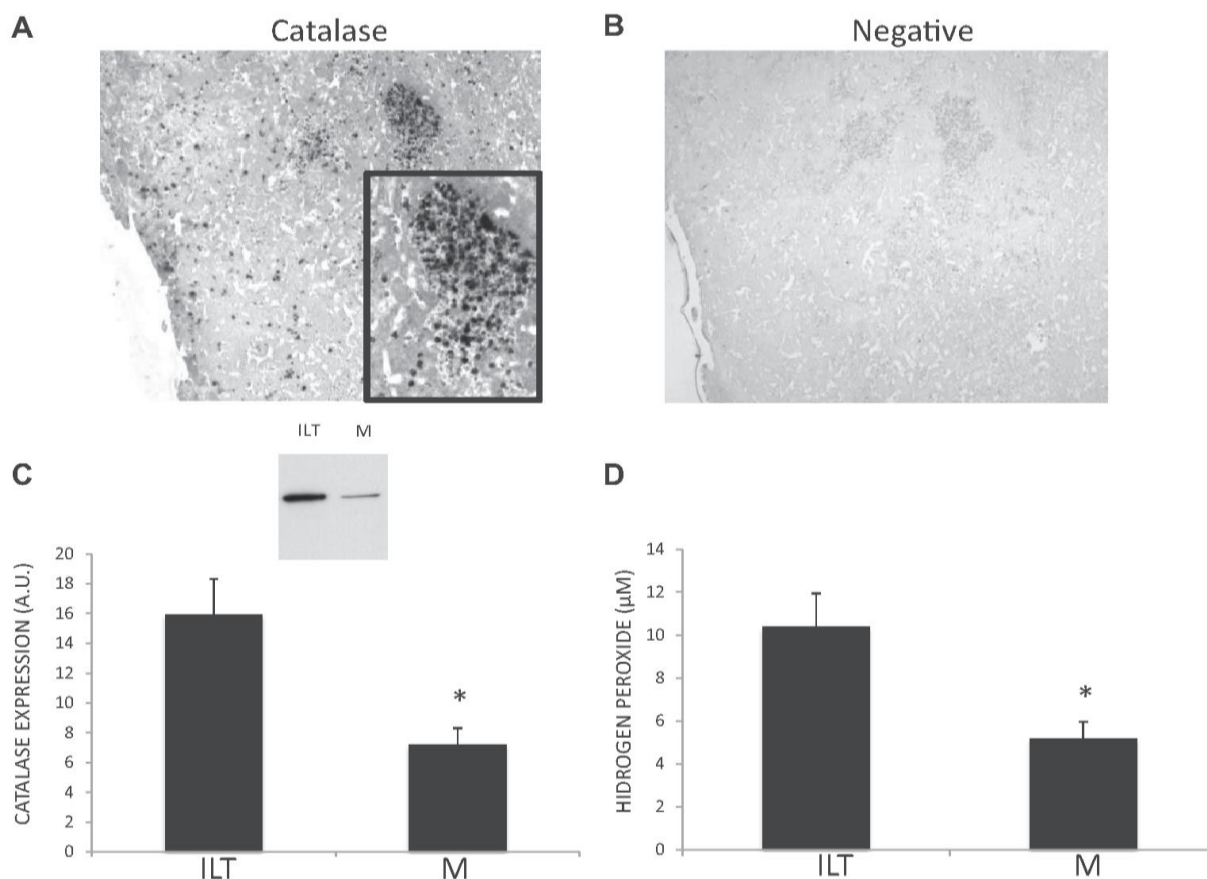 A
Catalase
B
Negative
ILT M
C
CATALASE EXPRESSION (A.U.)
20
18
16
14
12
10
8
6
4
2
0
*
ILT M
D
HIDROGEN PEROXIDE (µM)
14
12
10
8
6
4
2
0
*
ILT M